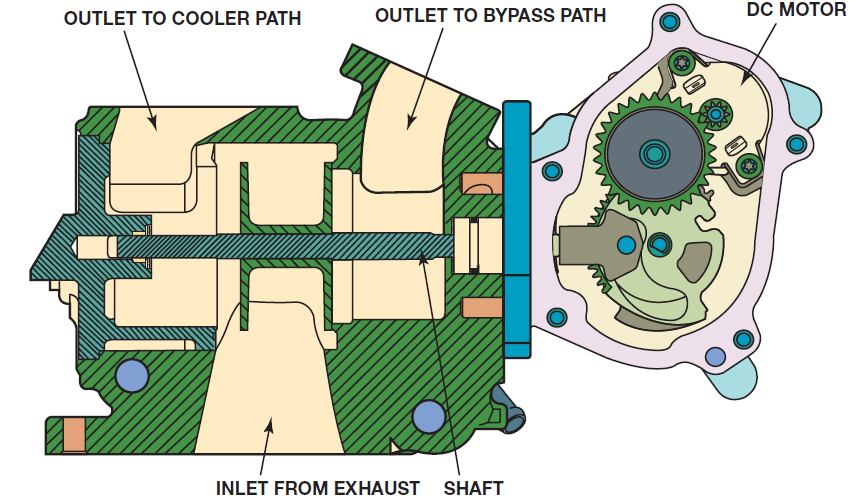 OUTLET TO COOLER PATH
OUTLET TO BYPASS PATH
DC MOTOR
INLET FROM EXHAUST
SHAFT